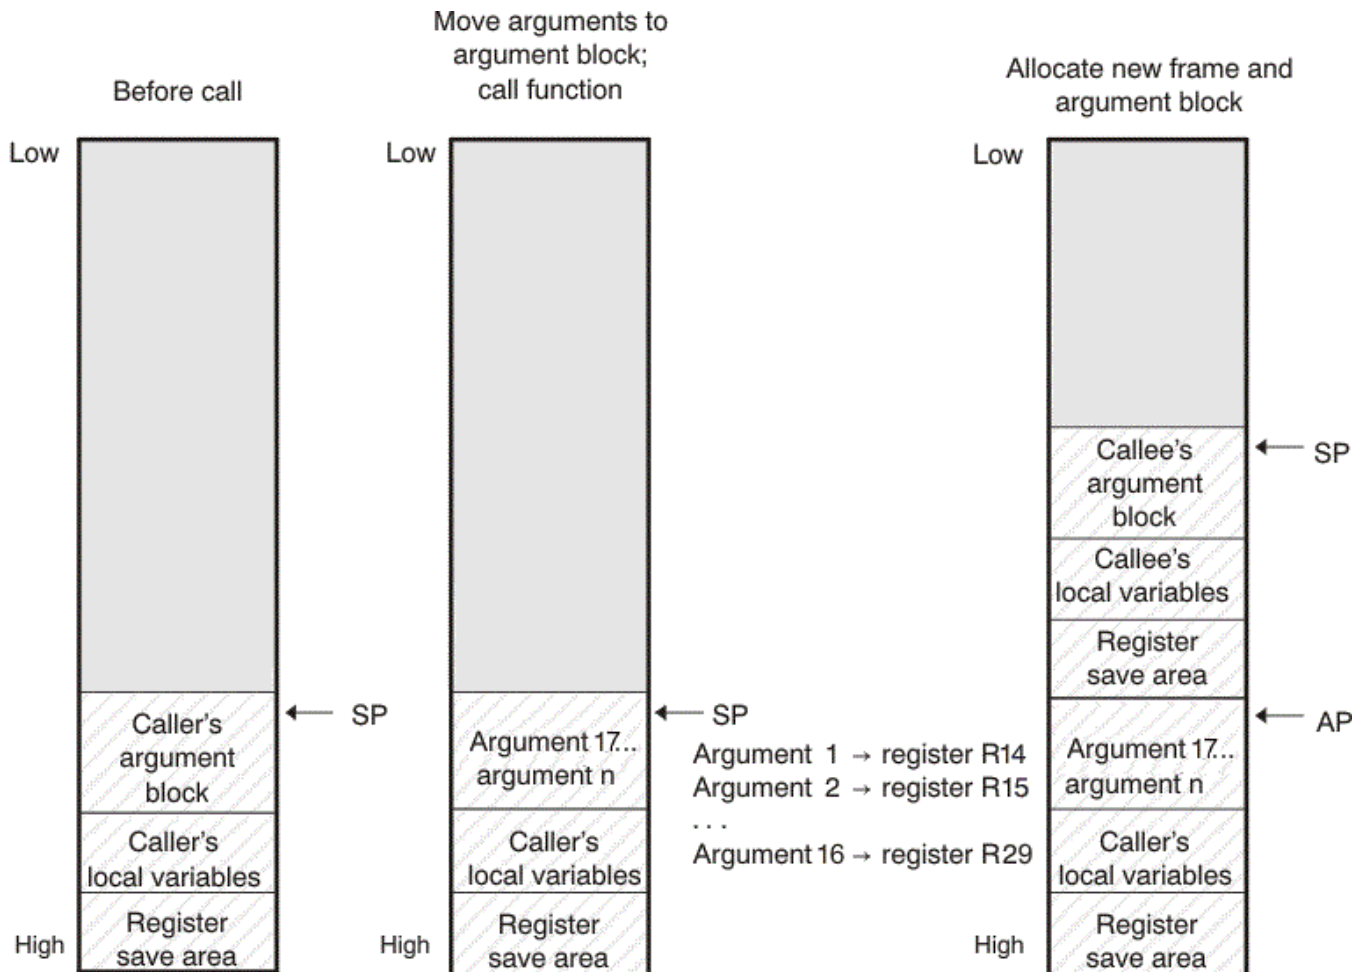 Before call
Low
Caller's
argument
block
Caller's
local variables
Register
save area
High
SP
Move arguments to
argument block;
call function
Low
Argument 17...
argument n
Caller's
local variables
Register
save area
High
SP
Argument 1 → register R14
Argument 2 → register R15
...
Argument 16 → register R29
Allocate new frame and
argument block
Low
Callee's
argument
block
Callee's
local variables
Register
save area
Argument 17...
argument n
Caller's
local variables
Register
save area
High
SP
AP